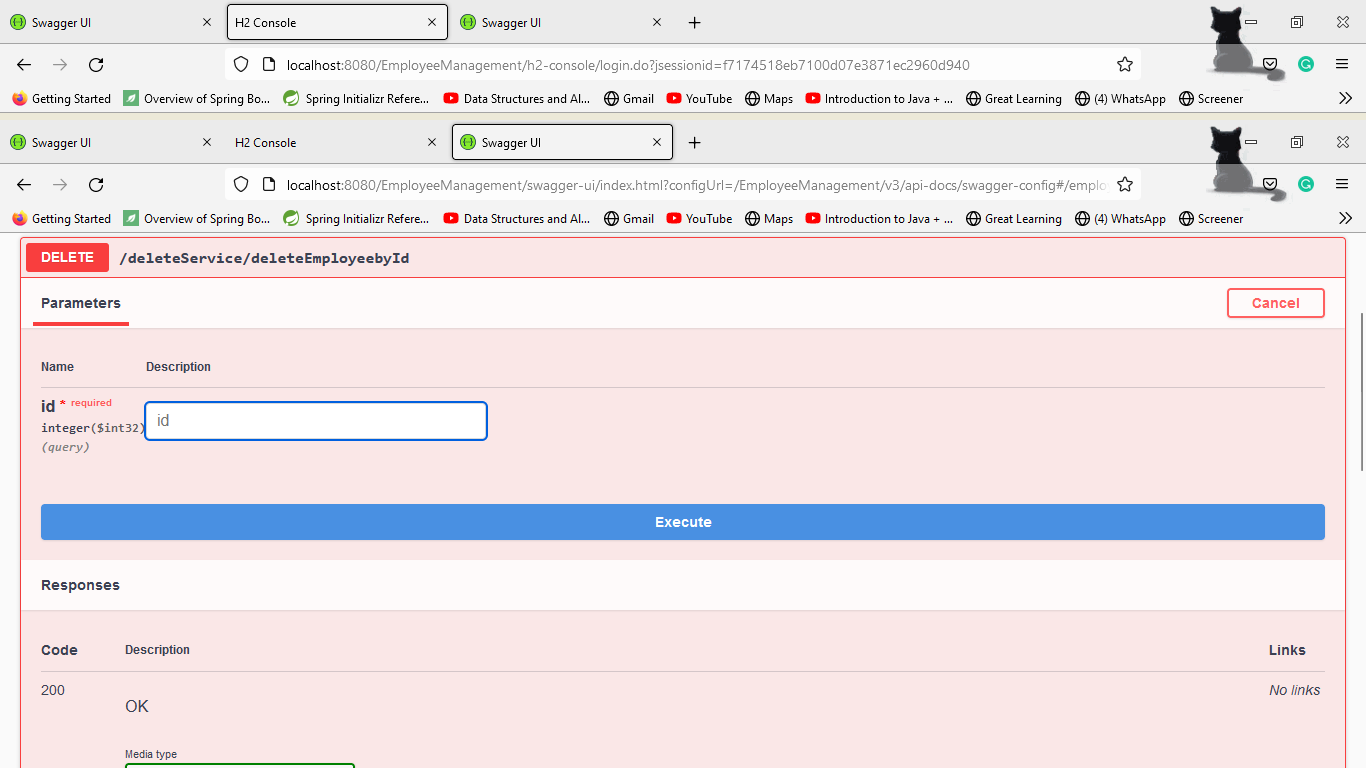 Swagger UI H2 Console Swagger UI
localhost:8080/EmployeeManagement/h2-console/login.do?jsessionid=f7174518eb7100d07e3871ec2960d940
Getting Started Overview of Spring Bo... Spring Initializr Refere... Data Structures and Al... Gmail YouTube Maps Introduction to Java + ... Great Learning (4) WhatsApp Screener
Swagger UI H2 Console Swagger UI
localhost:8080/EmployeeManagement/swagger-ui/index.html?configUrl=/EmployeeManagement/v3/api-docs/swagger-config#/emplo
Getting Started Overview of Spring Bo... Spring Initializr Refere... Data Structures and Al... Gmail YouTube Maps Introduction to Java + ... Great Learning (4) WhatsApp Screener
DELETE /deleteService/deleteEmployeebyId
Parameters Cancel
Name Description
id * required
id
integer($int32)
(query)
Execute
Responses
Code Description Links
200 No links
OK
Media type